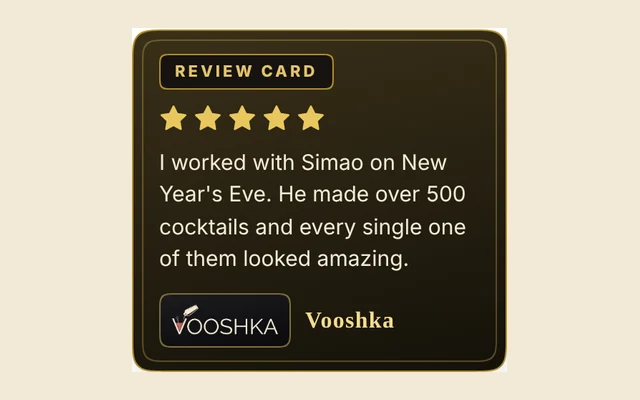 REVIEW CARD
I worked with Simao on New
Year's Eve. He made over 500
cocktails and every single one
of them looked amazing.
VOOSHKA
Vooshka